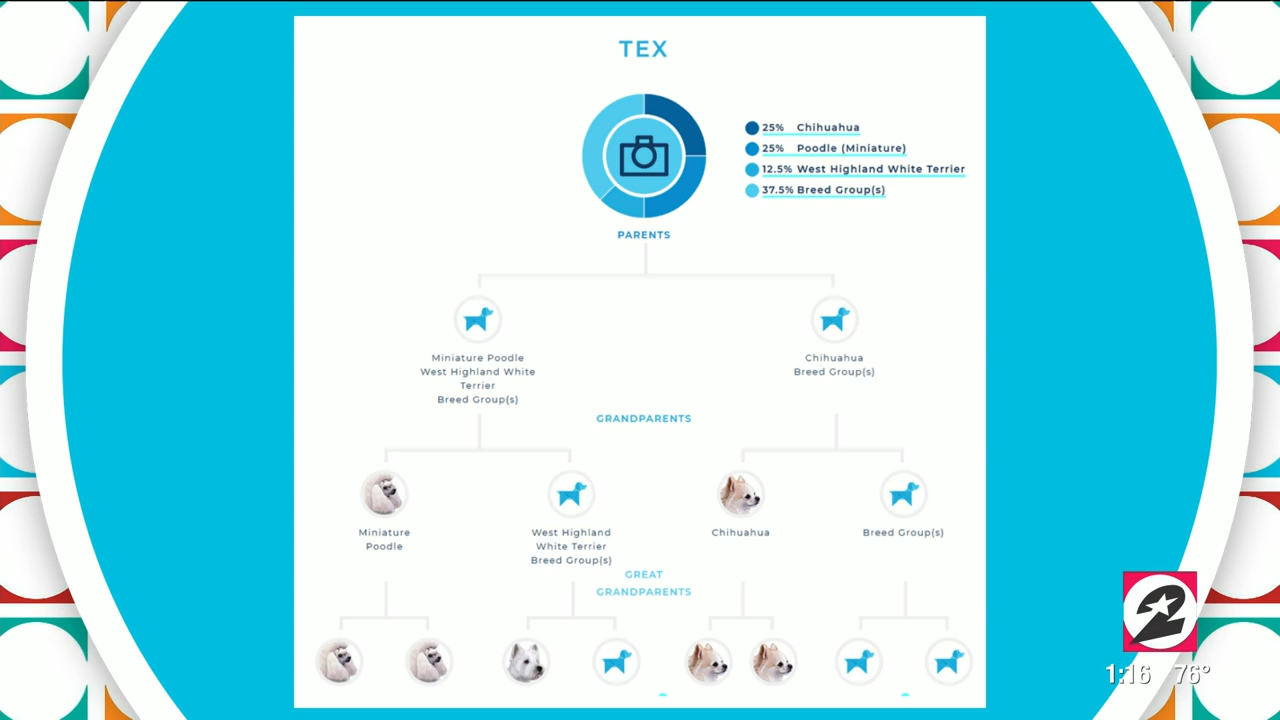 TEX
25% Chihuahua
25% Poodle (Miniature)
12.5% West Highland White Terrier
37.5% Breed Group(s)
PARENTS
Miniature Poodle
West Highland White
Terrier
Breed Group(s)
Chihuahua
Breed Group(s)
GRANDPARENTS
Miniature
Poodle
West Highland
White Terrier
Breed Group(s)
Chihuahua
Breed Group(s)
GREAT
GRANDPARENTS
2
1:16 76°